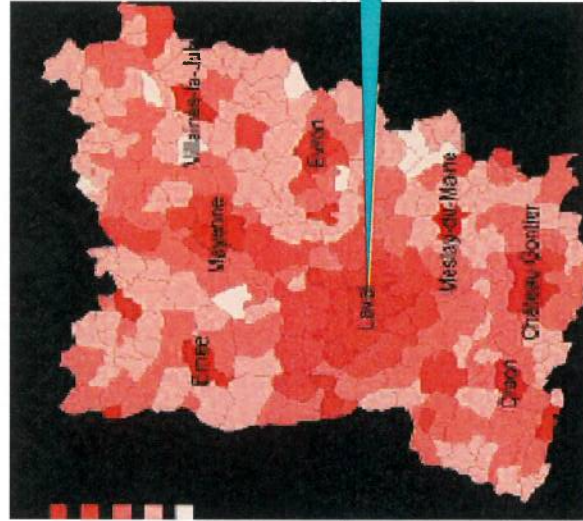 Villaines-la-Juhel
Mayenne
Ernée
Evron
Laval
Meslay-du-Maine
Château-Gontier
Craon